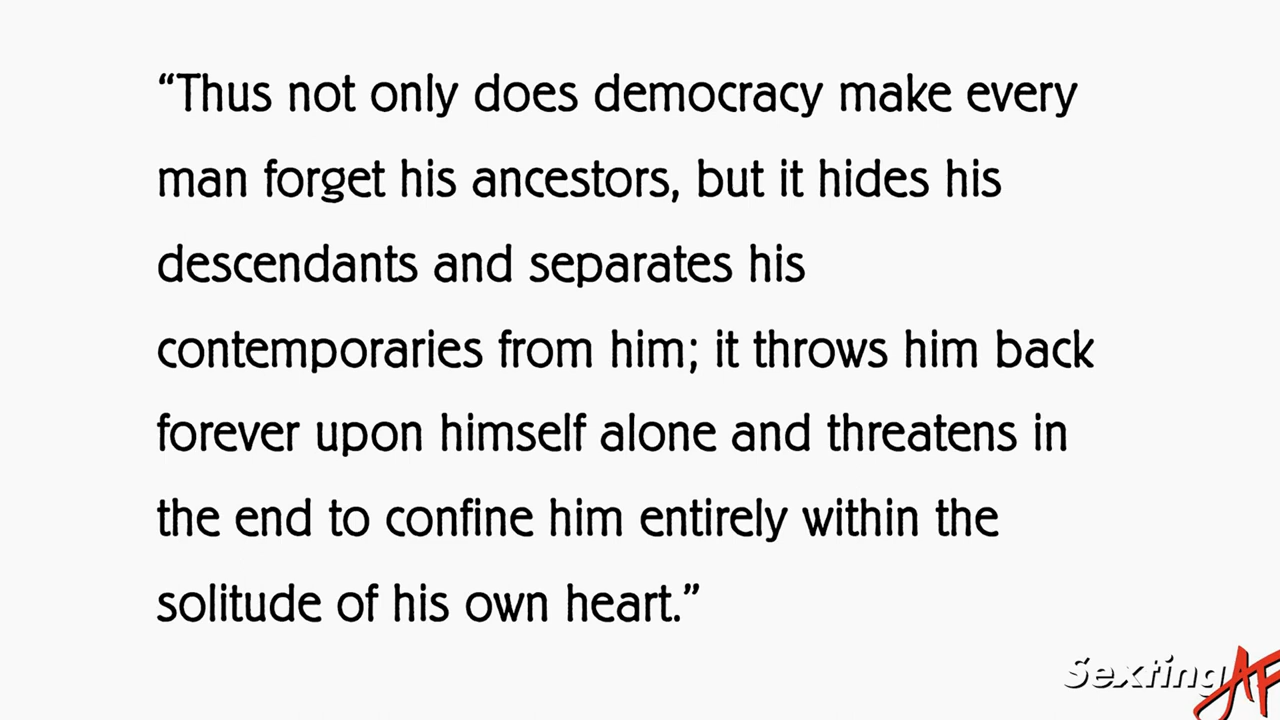 “Thus not only does democracy make every
man forget his ancestors, but it hides his
descendants and separates his
contemporaries from him; it throws him back
forever upon himself alone and threatens in
the end to confine him entirely within the
solitude of his own heart.”
Sexting AF